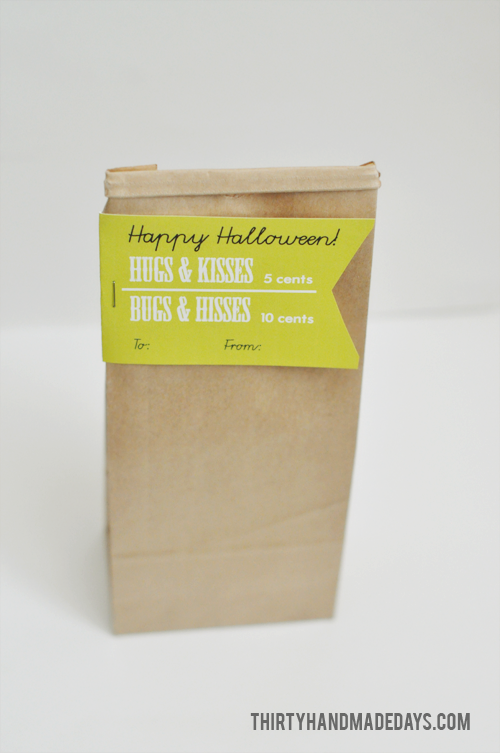 Happy Halloween!
HUGS & KISSES 5 cents
BUGS & HISSES 10 cents
To: From:
THIRTYHANDMADEDAYS.COM